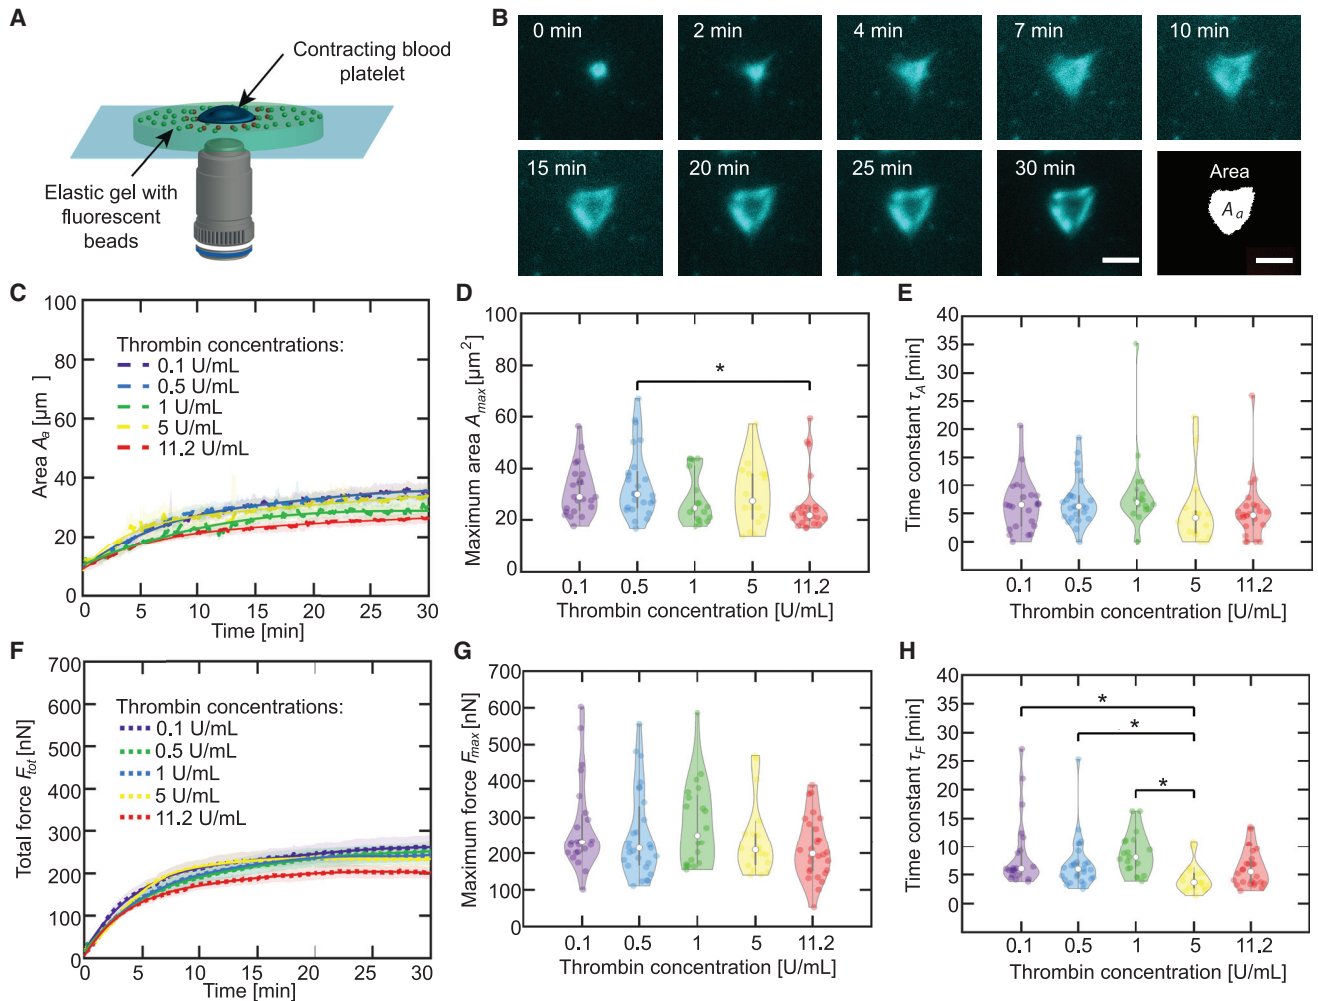 A
Contracting blood
platelet
Elastic gel with
fluorescent
beads
B
0 min
2 min
4 min
7 min
10 min
15 min
20 min
25 min
30 min
Area
A_a
C
Area A_a [µm
100
80
60
40
20
0
Thrombin concentrations:
0.1 U/mL
0.5 U/mL
1 U/mL
5 U/mL
11.2 U/mL
0 5 10 15 20 25 30
Time [min]
D
Maximum area A_max [µm²]
100
80
60
40
20
0
*
0.1 0.5 1 5 11.2
Thrombin concentration [U/mL]
E
Time constant τ_A [min]
40
35
30
25
20
15
10
5
0
0.1 0.5 1 5 11.2
Thrombin concentration [U/mL]
F
Total force F_tot [nN]
700
600
500
400
300
200
100
0
Thrombin concentrations:
0.1 U/mL
0.5 U/mL
1 U/mL
5 U/mL
11.2 U/mL
0 5 10 15 20 25 30
Time [min]
G
Maximum force F_max [nN]
700
600
500
400
300
200
100
0
0.1 0.5 1 5 11.2
Thrombin concentration [U/mL]
H
Time constant τ_F [min]
40
35
30
25
20
15
10
5
0
*
*
*
0.1 0.5 1 5 11.2
Thrombin concentration [U/mL]